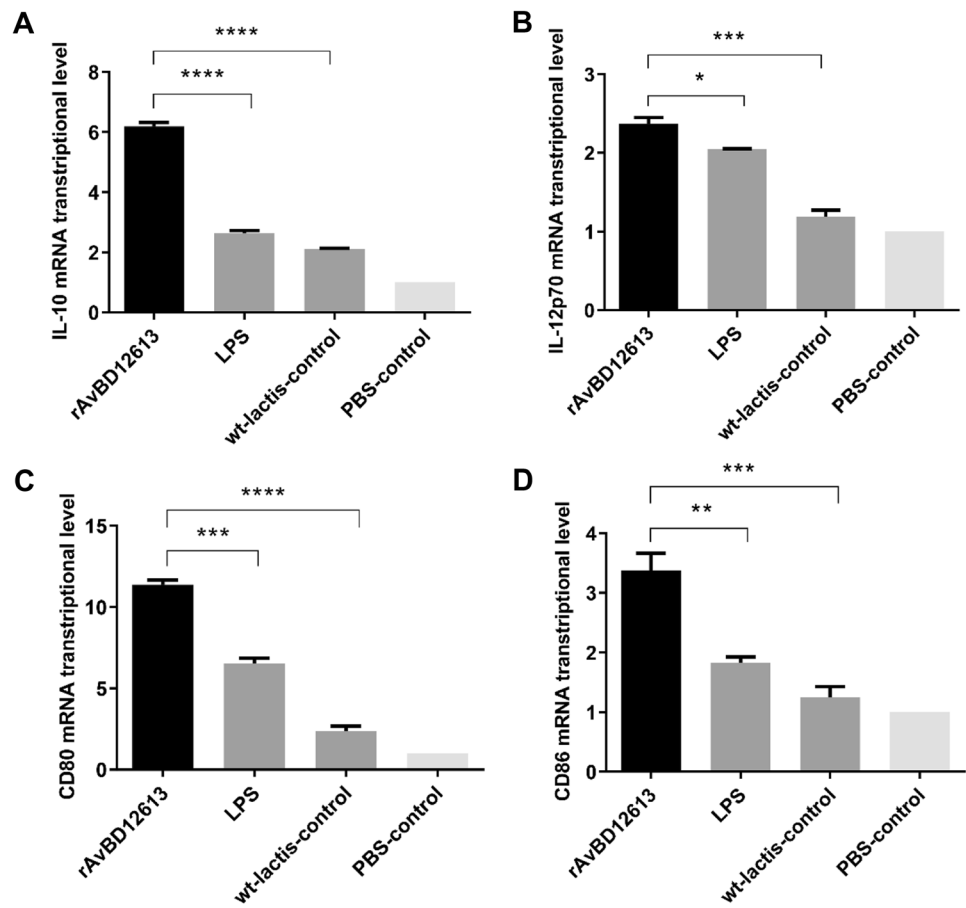 A
IL-10 mRNA transtriptional level
8
6
4
2
0
****
****
rAvBD12613
LPS
wt-lactis-control
PBS-control
B
IL-12p70 mRNA transtriptional level
3
2
1
0
***
*
rAvBD12613
LPS
wt-lactis-control
PBS-control
C
CD80 mRNA transtriptional level
15
10
5
0
****
***
rAvBD12613
LPS
wt-lactis-control
PBS-control
D
CD86 mRNA transtriptional level
4
3
2
1
0
***
**
rAvBD12613
LPS
wt-lactis-control
PBS-control